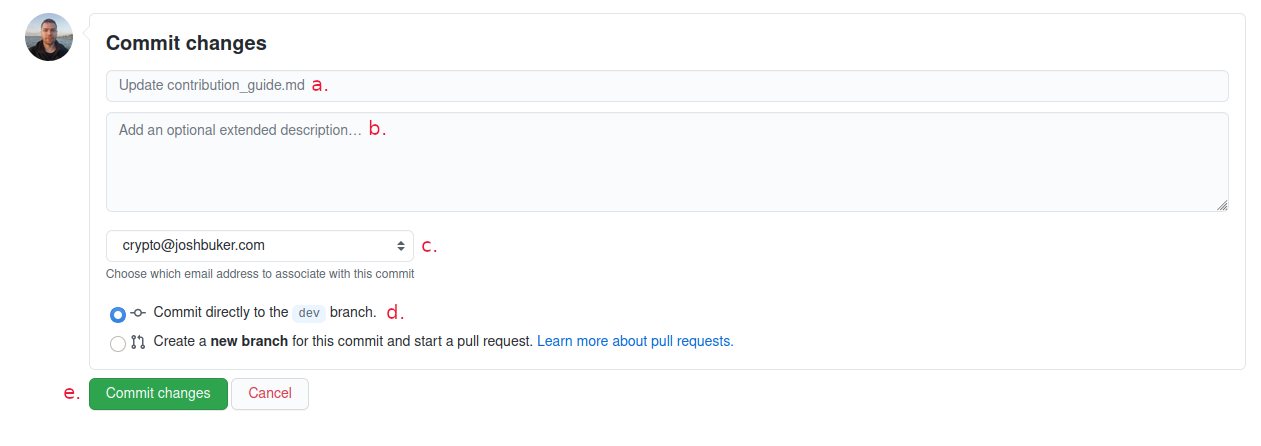 Commit changes
Update contribution_guide.md a.
Add an optional extended description... b.
crypto@joshbuker.com c.
Choose which email address to associate with this commit
Commit directly to the dev branch. d.
Create a new branch for this commit and start a pull request. Learn more about pull requests.
e. Commit changes Cancel